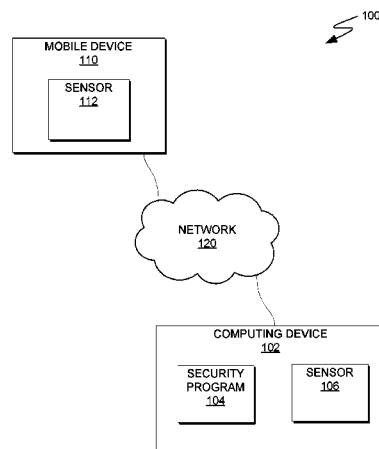 100
MOBILE DEVICE
110
SENSOR
112
NETWORK
120
COMPUTING DEVICE
102
SECURITY
PROGRAM
104
SENSOR
106